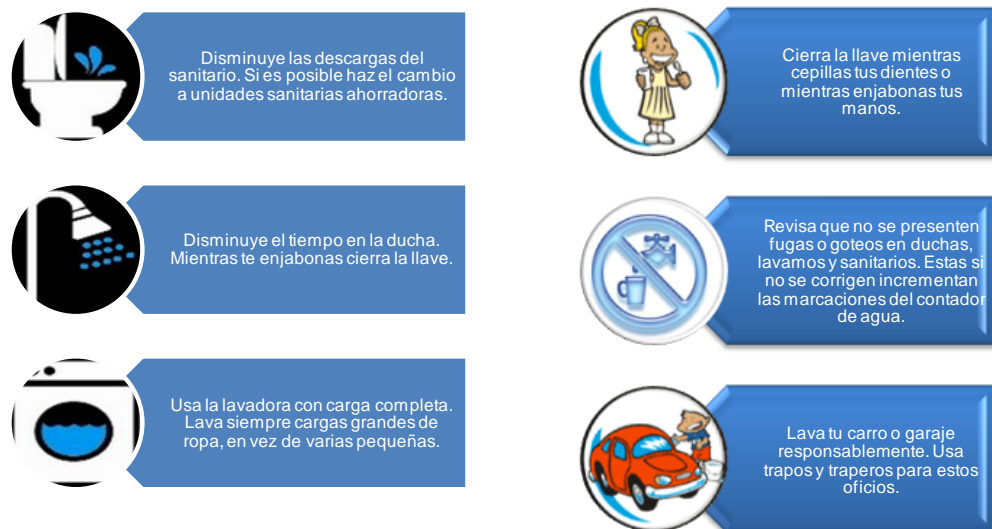 Disminuye las descargas del
sanitario. Si es posible haz el cambio
a unidades sanitarias ahorradoras.
Disminuye el tiempo en la ducha.
Mientras te enjabonas cierra la llave.
Usa la lavadora con carga completa.
Lava siempre cargas grandes de
ropa, en vez de varias pequeñas.
Cierra la llave mientras
cepillas tus dientes o
mientras enjabonas tus
manos.
Revisa que no se presenten
fugas o goteos en duchas,
lavamos y sanitarios. Estas si
no se corrigen incrementan
las marcaciones del contador
de agua.
Lava tu carro o garaje
responsablemente. Usa
trapos y traperos para estos
oficios.